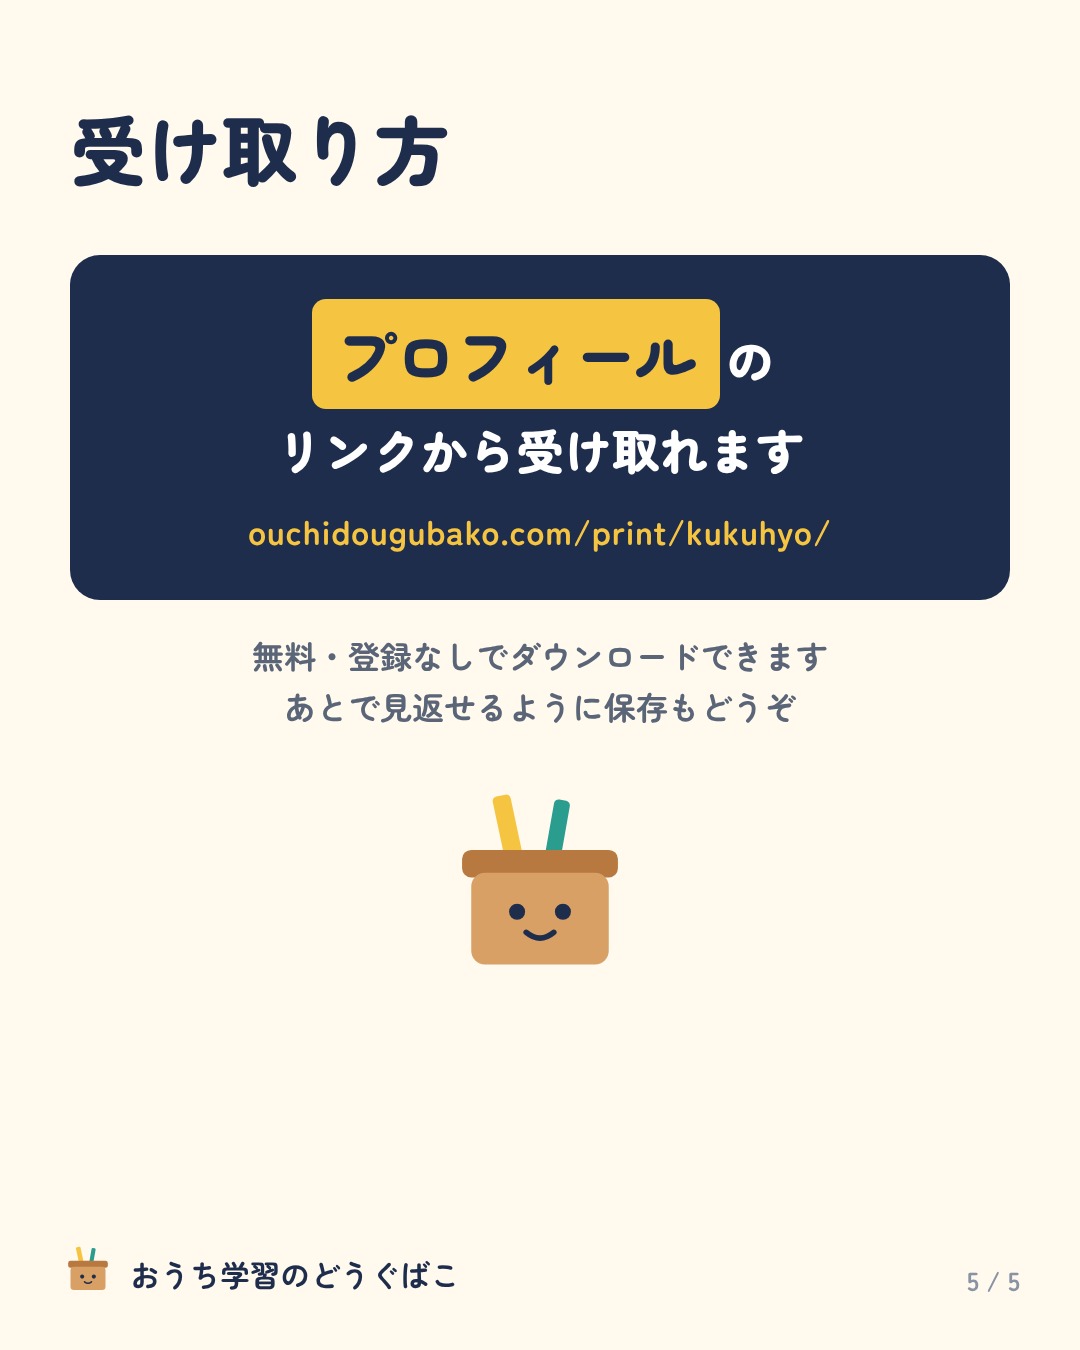 受け取り方
プロフィールの
リンクから受け取れます
ouchidougubako.com/print/kukuhyo/
無料・登録なしでダウンロードできます
あとで見返せるように保存もどうぞ
おうち学習のどうぐばこ
5 / 5